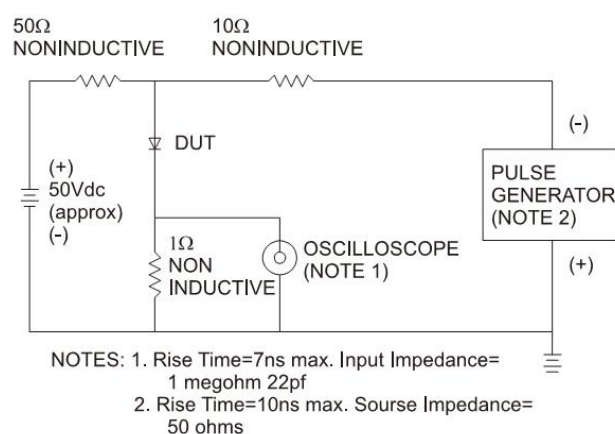 50Ω
NONINDUCTIVE
10Ω
NONINDUCTIVE
DUT
(+)
50Vdc
(approx)
(-)
1Ω
NON
INDUCTIVE
OSCILLOSCOPE
(NOTE 1)
(-)
PULSE
GENERATOR
(NOTE 2)
(+)
NOTES: 1. Rise Time=7ns max. Input Impedance=
1 megohm 22pf
2. Rise Time=10ns max. Sourse Impedance=
50 ohms